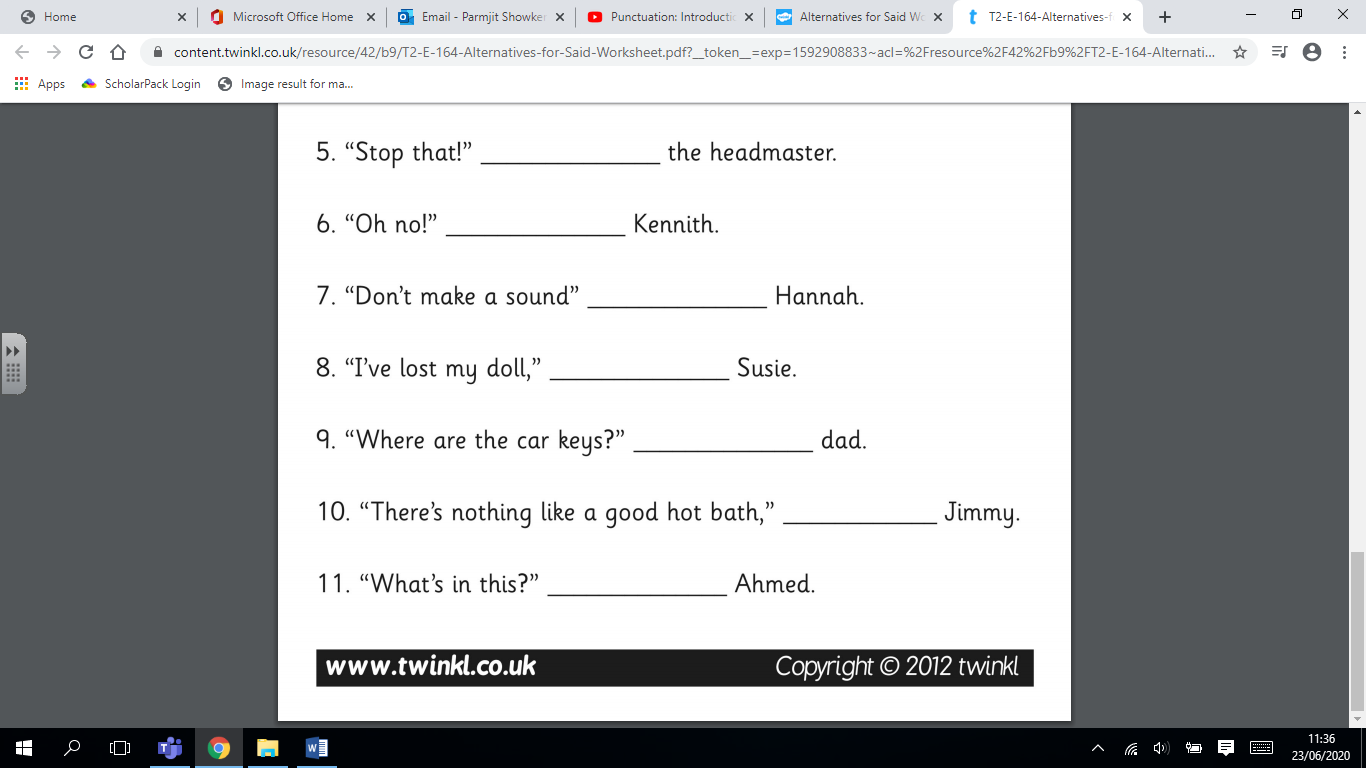 Home
Microsoft Office Home
Email - Parmjit Showker
Punctuation: Introductio
Alternatives for Said Wo
T2-E-164-Alternatives-f
content.twinkl.co.uk/resource/42/b9/T2-E-164-Alternatives-for-Said-Worksheet.pdf?__token__=exp=1592908833~acl=%2Fresource%2F42%2Fb9%2FT2-E-164-Alternati...
Apps
ScholarPack Login
Image result for ma...
5. “Stop that!” ______________ the headmaster.
6. “Oh no!” ______________ Kennith.
7. “Don’t make a sound” ______________ Hannah.
8. “I’ve lost my doll,” ______________ Susie.
9. “Where are the car keys?” ______________ dad.
10. “There’s nothing like a good hot bath,” ____________ Jimmy.
11. “What’s in this?” ______________ Ahmed.
www.twinkl.co.uk Copyright © 2012 twinkl
11:36
23/06/2020